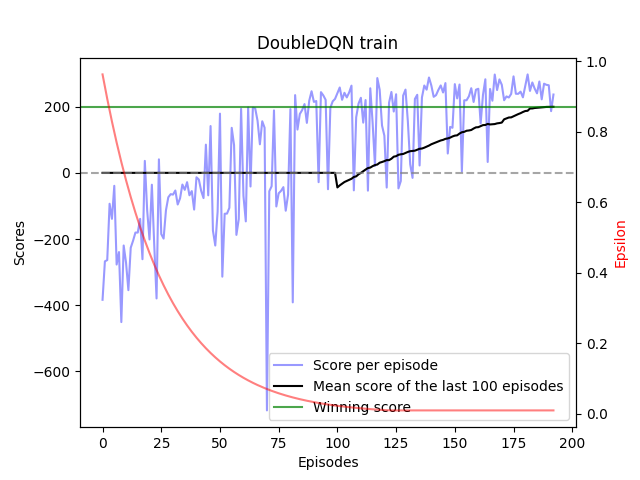 DoubleDQN train
Scores
200
0
−200
−400
−600
1.0
0.8
0.6
0.4
0.2
0.0
Epsilon
Score per episode
Mean score of the last 100 episodes
Winning score
0 25 50 75 100 125 150 175 200
Episodes